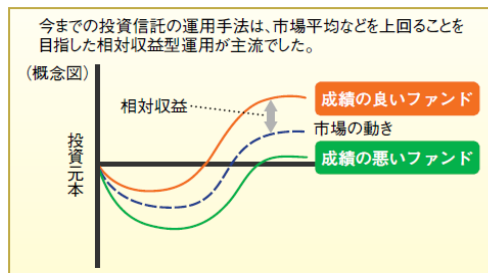 今までの投資信託の運用手法は、市場平均などを上回ることを
目指した相対収益型運用が主流でした。
(概念図)
相対収益
成績の良いファンド
市場の動き
成績の悪いファンド
投資元本